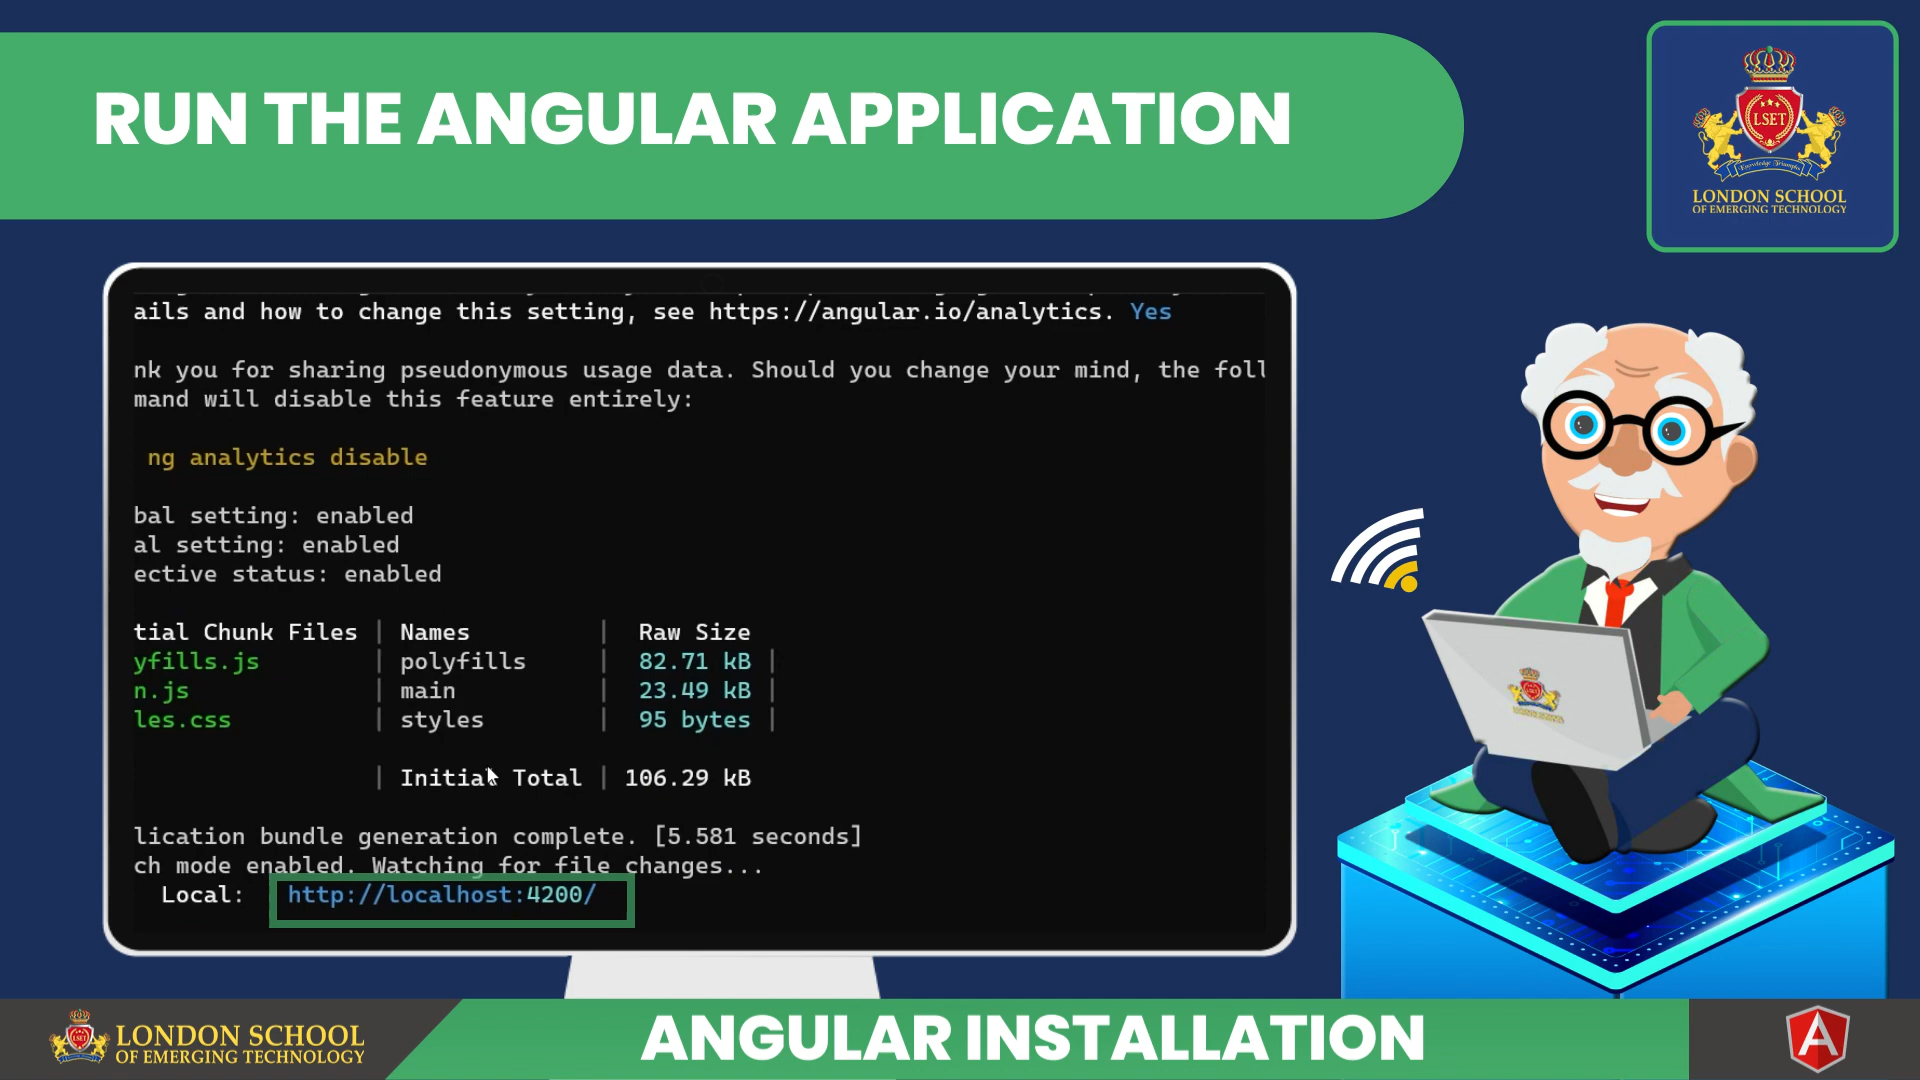 RUN THE ANGULAR APPLICATION
LSET
Knowledge Triumphs
LONDON SCHOOL
OF EMERGING TECHNOLOGY
ails and how to change this setting, see https://angular.io/analytics. Yes
nk you for sharing pseudonymous usage data. Should you change your mind, the foll
mand will disable this feature entirely:
ng analytics disable
bal setting: enabled
al setting: enabled
ective status: enabled
tial Chunk Files | Names | Raw Size
yfills.js | polyfills | 82.71 kB |
n.js | main | 23.49 kB |
les.css | styles | 95 bytes |
| Initial Total | 106.29 kB
lication bundle generation complete. [5.581 seconds]
ch mode enabled. Watching for file changes...
Local: http://localhost:4200/
LSET
LONDON SCHOOL
OF EMERGING TECHNOLOGY
ANGULAR INSTALLATION
A